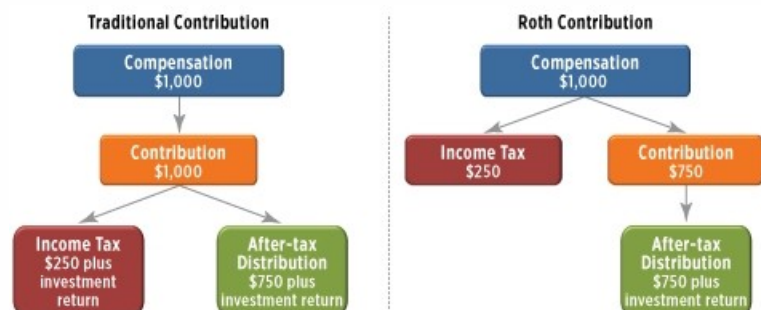 Traditional Contribution
Compensation
$1,000
Contribution
$1,000
Income Tax
$250 plus
investment
return
After-tax
Distribution
$750 plus
investment return
Roth Contribution
Compensation
$1,000
Income Tax
$250
Contribution
$750
After-tax
Distribution
$750 plus
investment return